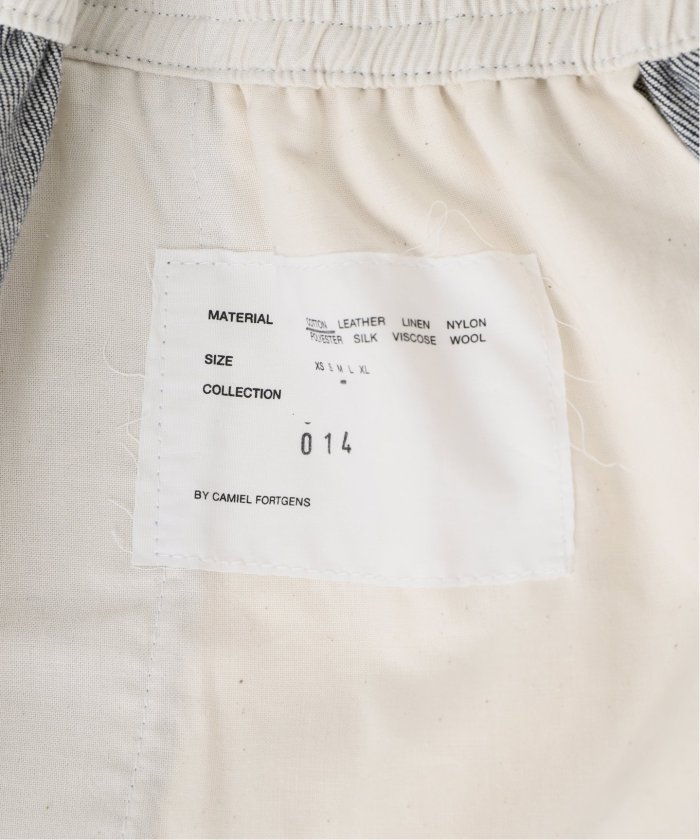 MATERIAL COTTON LEATHER LINEN NYLON
POLYESTER SILK VISCOSE WOOL
SIZE XS S M L XL
COLLECTION
014
BY CAMIEL FORTGENS